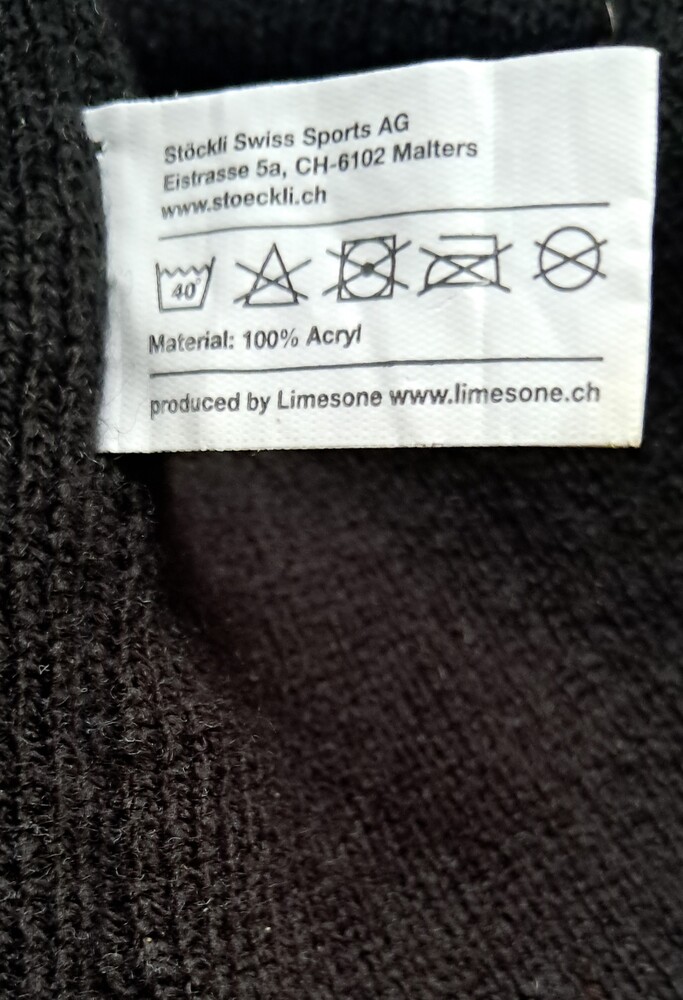 Stöckli Swiss Sports AG
Eistrasse 5a, CH-6102 Malters
www.stoeckli.ch
40°
Material: 100% Acryl
produced by Limesone www.limesone.ch